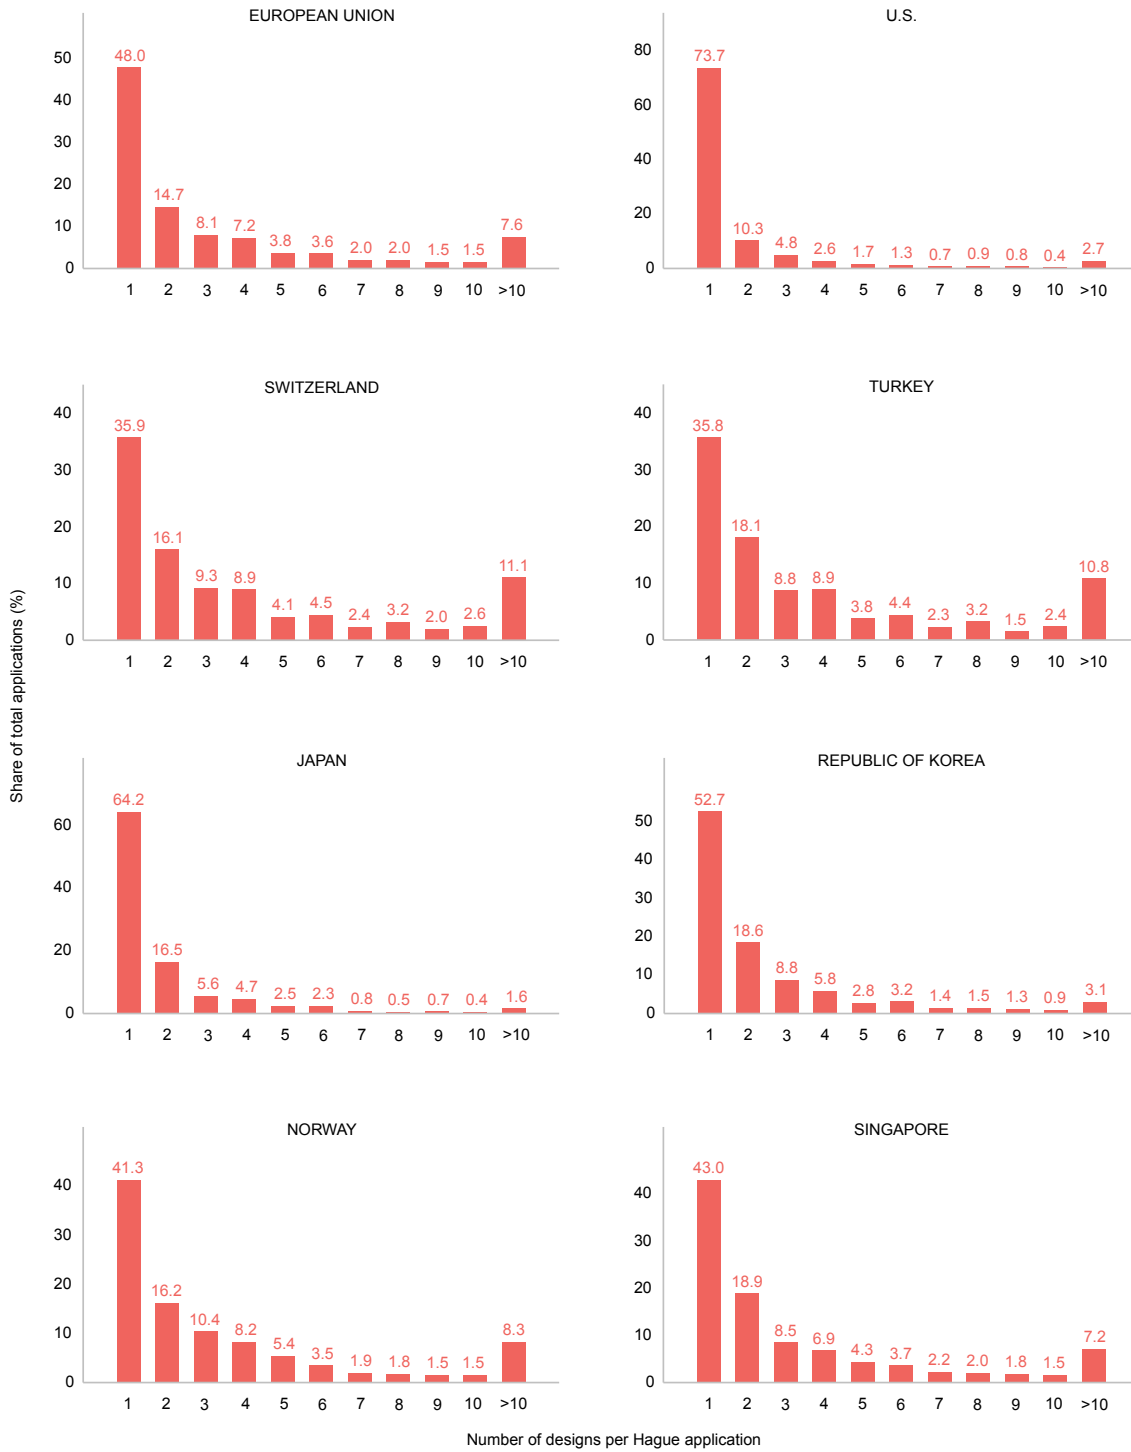 EUROPEAN UNION
50
40
30
20
10
0
48.0 14.7 8.1 7.2 3.8 3.6 2.0 2.0 1.5 1.5 7.6
1 2 3 4 5 6 7 8 9 10 >10
U.S.
80
60
40
20
0
73.7 10.3 4.8 2.6 1.7 1.3 0.7 0.9 0.8 0.4 2.7
1 2 3 4 5 6 7 8 9 10 >10
SWITZERLAND
40
30
20
10
0
35.9 16.1 9.3 8.9 4.1 4.5 2.4 3.2 2.0 2.6 11.1
1 2 3 4 5 6 7 8 9 10 >10
TURKEY
40
30
20
10
0
35.8 18.1 8.8 8.9 3.8 4.4 2.3 3.2 1.5 2.4 10.8
1 2 3 4 5 6 7 8 9 10 >10
Share of total applications (%)
JAPAN
60
40
20
0
64.2 16.5 5.6 4.7 2.5 2.3 0.8 0.5 0.7 0.4 1.6
1 2 3 4 5 6 7 8 9 10 >10
REPUBLIC OF KOREA
50
40
30
20
10
0
52.7 18.6 8.8 5.8 2.8 3.2 1.4 1.5 1.3 0.9 3.1
1 2 3 4 5 6 7 8 9 10 >10
NORWAY
40
30
20
10
0
41.3 16.2 10.4 8.2 5.4 3.5 1.9 1.8 1.5 1.5 8.3
1 2 3 4 5 6 7 8 9 10 >10
SINGAPORE
40
30
20
10
0
43.0 18.9 8.5 6.9 4.3 3.7 2.2 2.0 1.8 1.5 7.2
1 2 3 4 5 6 7 8 9 10 >10
Number of designs per Hague application